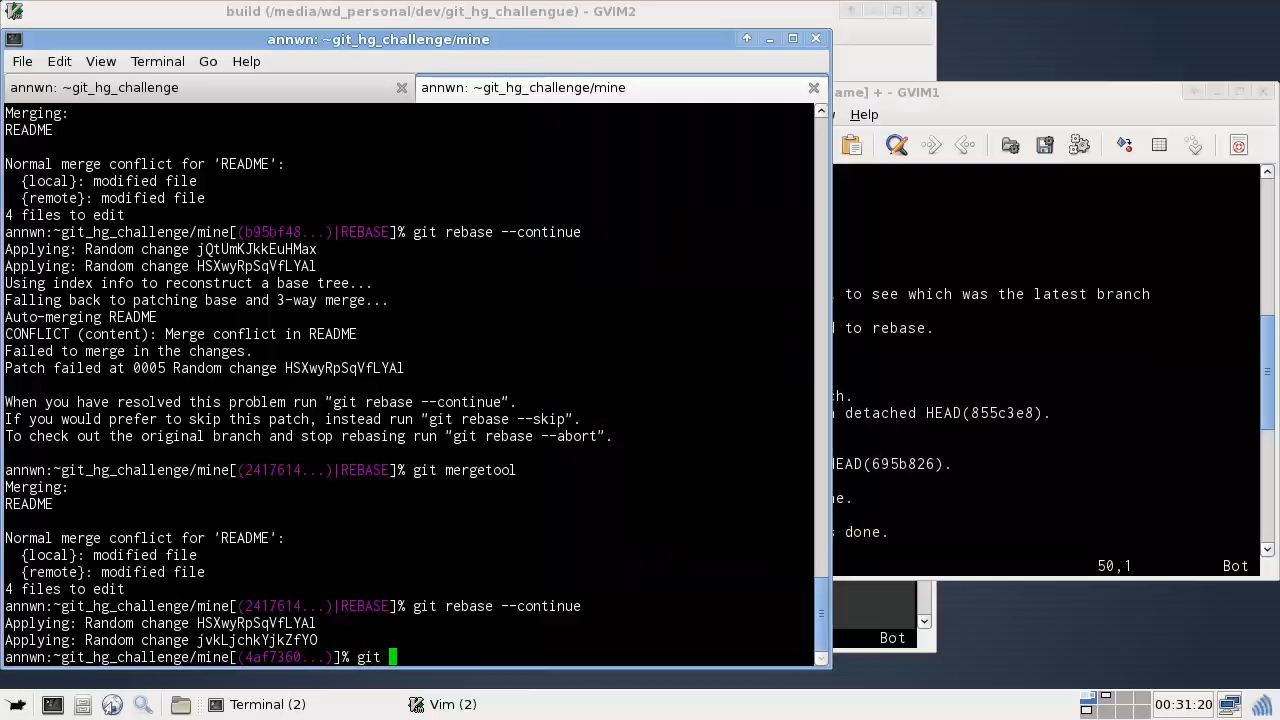 build (/media/wd_personal/dev/git_hg_challengue) - GVIM2
annwn: ~git_hg_challenge/mine
File Edit View Terminal Go Help
annwn: ~git_hg_challenge
annwn: ~git_hg_challenge/mine
Merging:
README
Normal merge conflict for 'README':
{local}: modified file
{remote}: modified file
4 files to edit
annwn:~git_hg_challenge/mine[(b95bf48...)|REBASE]% git rebase --continue
Applying: Random change jQtUmKJkkEuHMax
Applying: Random change HSXwyRpSqVfLYAl
Using index info to reconstruct a base tree...
Falling back to patching base and 3-way merge...
Auto-merging README
CONFLICT (content): Merge conflict in README
Failed to merge in the changes.
Patch failed at 0005 Random change HSXwyRpSqVfLYAl
When you have resolved this problem run "git rebase --continue".
If you would prefer to skip this patch, instead run "git rebase --skip".
To check out the original branch and stop rebasing run "git rebase --abort".
annwn:~git_hg_challenge/mine[(2417614...)|REBASE]% git mergetool
Merging:
README
Normal merge conflict for 'README':
{local}: modified file
{remote}: modified file
4 files to edit
annwn:~git_hg_challenge/mine[(2417614...)|REBASE]% git rebase --continue
Applying: Random change HSXwyRpSqVfLYAl
Applying: Random change jvkLjchkYjkZfYO
annwn:~git_hg_challenge/mine[(4af7360...)]% git
ame] + - GVIM1
Help
to see which was the latest branch
to rebase.
h.
detached HEAD(855c3e8).
EAD(695b826).
ne.
s done.
50,1 Bot
Bot
Terminal (2)
Vim (2)
00:31:20